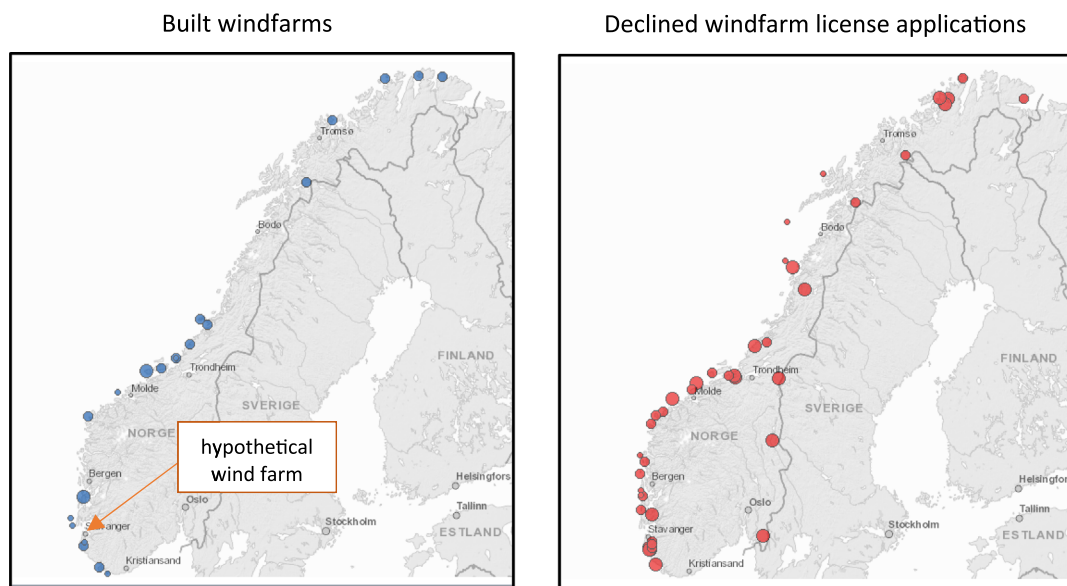 Built windfarms
Declined windfarm license applications
Tromsø
Bodø
FINLAND
Trondheim
Molde
SVERIGE
NORGE
hypothetical
wind farm
Bergen
Helsingfors
Oslo
Tallinn
Stavanger
Stockholm
ESTLAND
Kristiansand
Tromsø
Bodø
FINLAND
Trondheim
Molde
SVERIGE
NORGE
Bergen
Helsingfor
Oslo
Tallinn
Stavanger
Stockholm
ESTLAND
Kristiansand